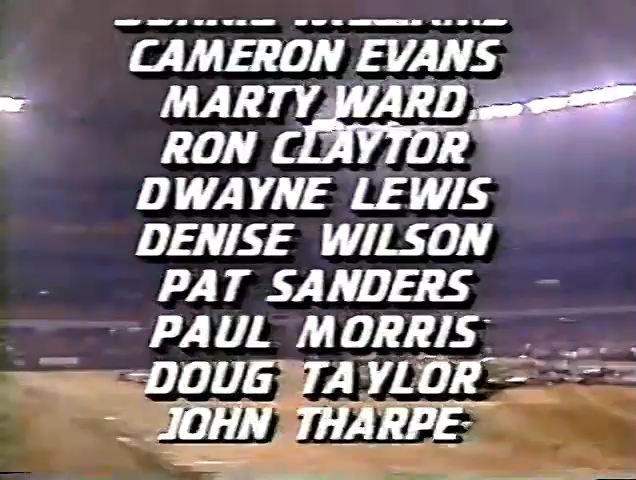 CAMERON EVANS
MARTY WARD
RON CLAYTOR
DWAYNE LEWIS
DENISE WILSON
PAT SANDERS
PAUL MORRIS
DOUG TAYLOR
JOHN THARPE